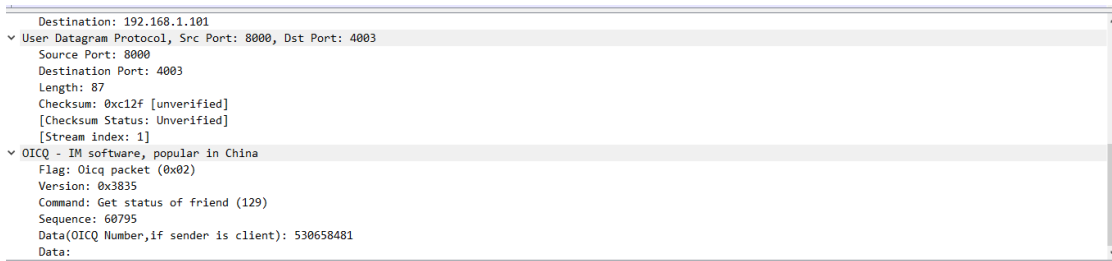 Destination: 192.168.1.101
User Datagram Protocol, Src Port: 8000, Dst Port: 4003
Source Port: 8000
Destination Port: 4003
Length: 87
Checksum: 0xc12f [unverified]
[Checksum Status: Unverified]
[Stream index: 1]
OICQ - IM software, popular in China
Flag: Oicq packet (0x02)
Version: 0x3835
Command: Get status of friend (129)
Sequence: 60795
Data(OICQ Number,if sender is client): 530658481
Data: